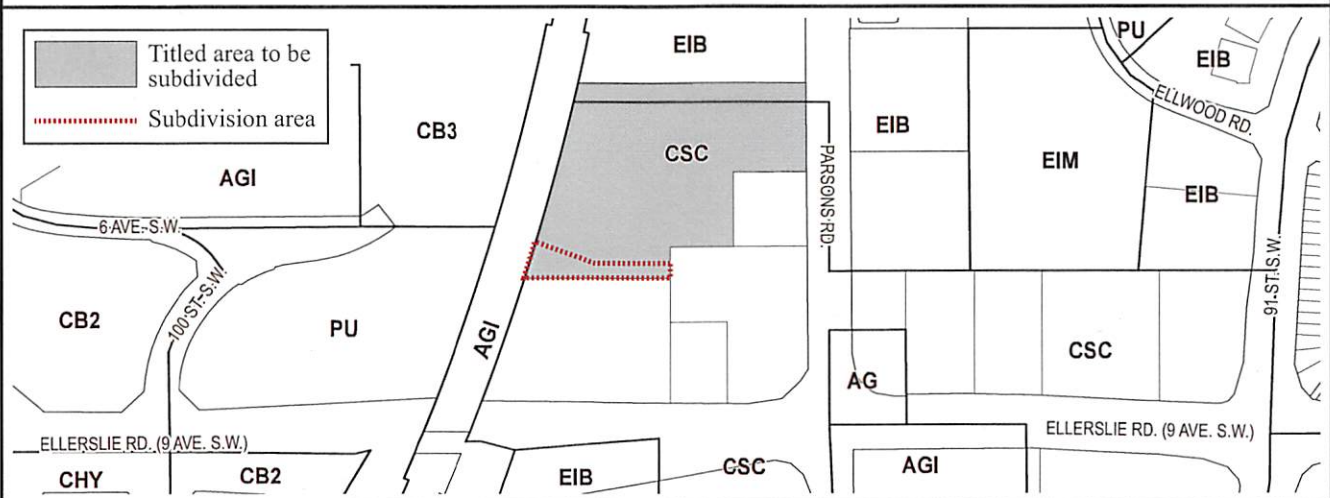 Titled area to be
subdivided
Subdivision area
EIB
PU
EIB
ELLWOOD RD.
CB3
CSC
EIB
EIM
AGI
PARSONS RD.
EIB
6 AVE. S.W.
100 ST. S.W.
91 ST. S.W.
CB2
PU
AGI
CSC
AG
ELLERSLIE RD. (9 AVE. S.W.)
ELLERSLIE RD. (9 AVE. S.W.)
CHY
CB2
EIB
CSC
AGI